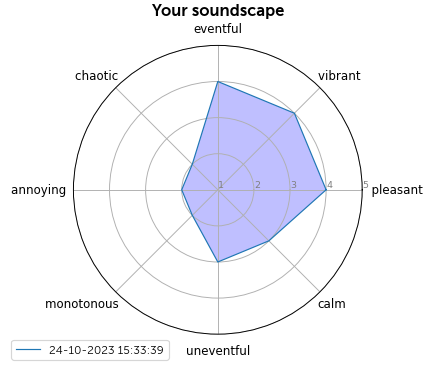 Your soundscape
eventful
chaotic
vibrant
annoying
1 2 3 4 5
pleasant
monotonous
calm
uneventful
24-10-2023 15:33:39